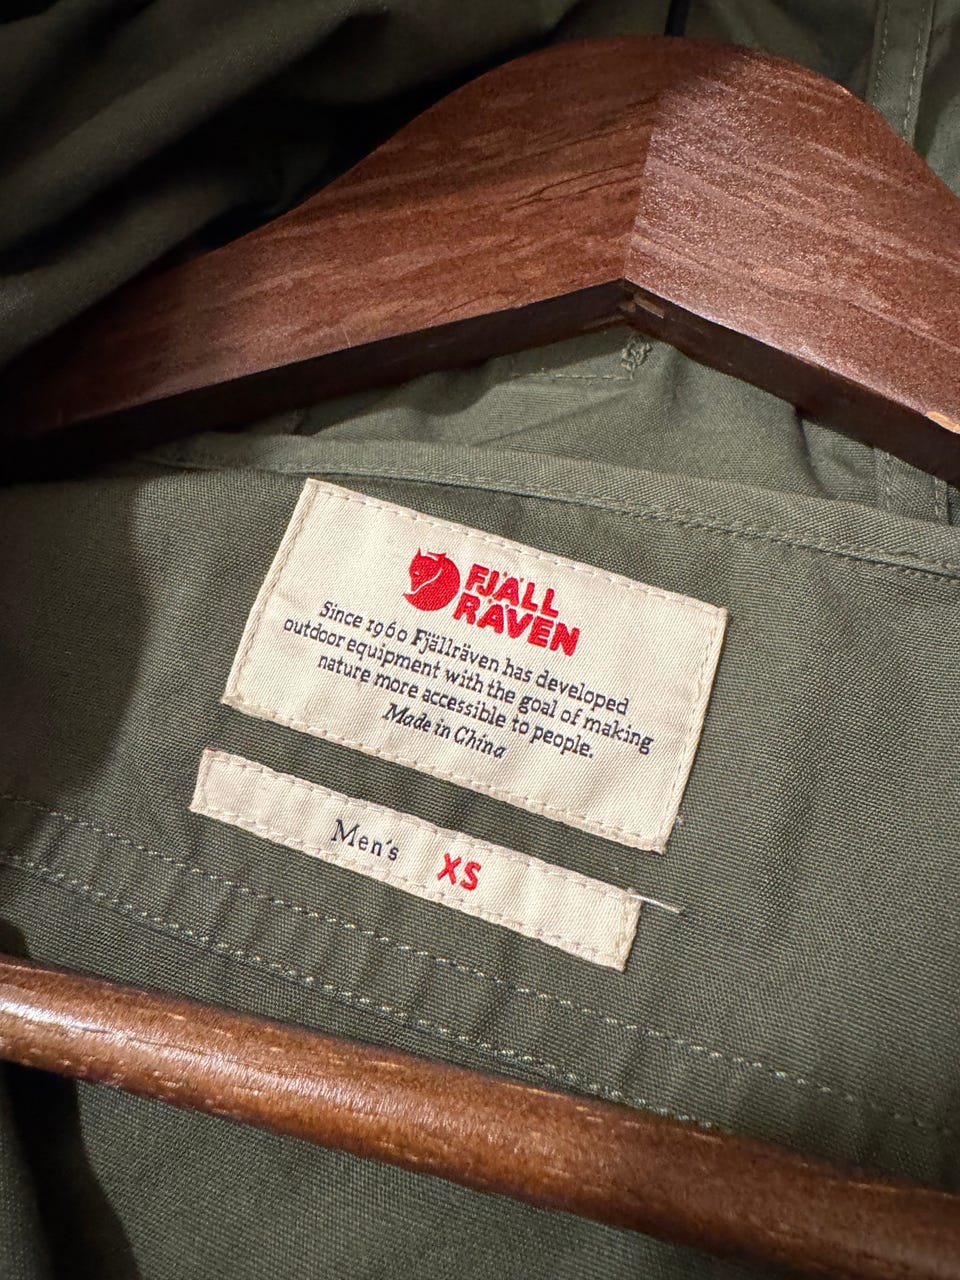 FJÄLL
RÄVEN
Since 1960 Fjällräven has developed
outdoor equipment with the goal of making
nature more accessible to people.
Made in China
Men's XS